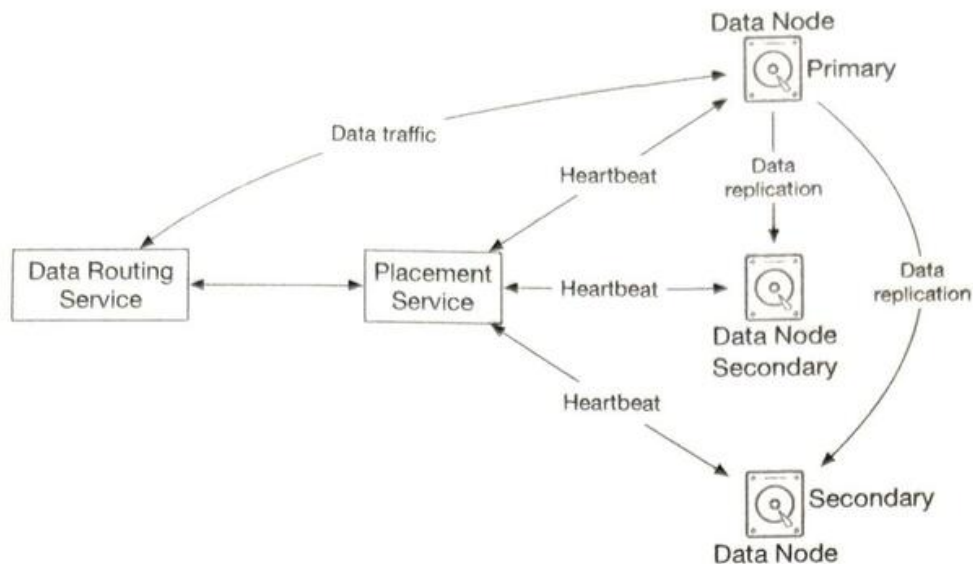 Data Node
Primary
Data traffic
Heartbeat
Data
replication
Data Routing
Service
Placement
Service
Heartbeat
Data
replication
Data Node
Secondary
Heartbeat
Secondary
Data Node